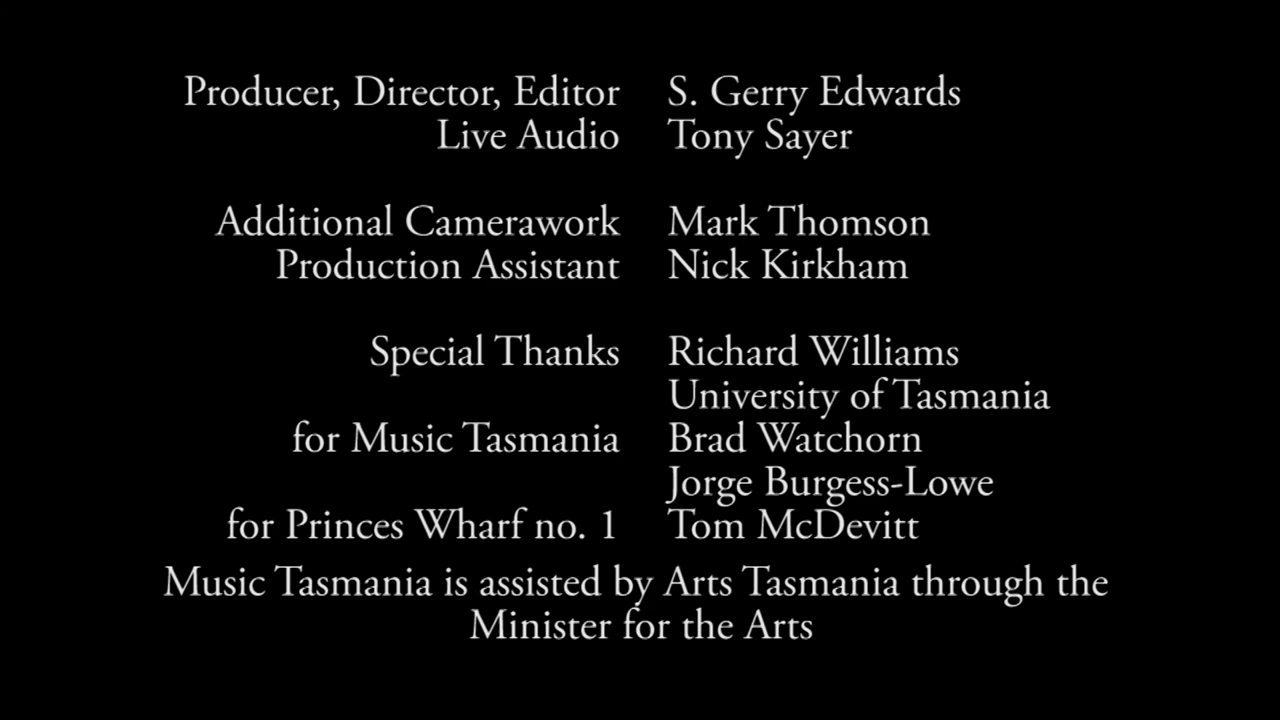 Producer, Director, Editor S. Gerry Edwards
Live Audio Tony Sayer
Additional Camerawork Mark Thomson
Production Assistant Nick Kirkham
Special Thanks Richard Williams
University of Tasmania
for Music Tasmania Brad Watchorn
Jorge Burgess-Lowe
for Princes Wharf no. 1 Tom McDevitt
Music Tasmania is assisted by Arts Tasmania through the
Minister for the Arts